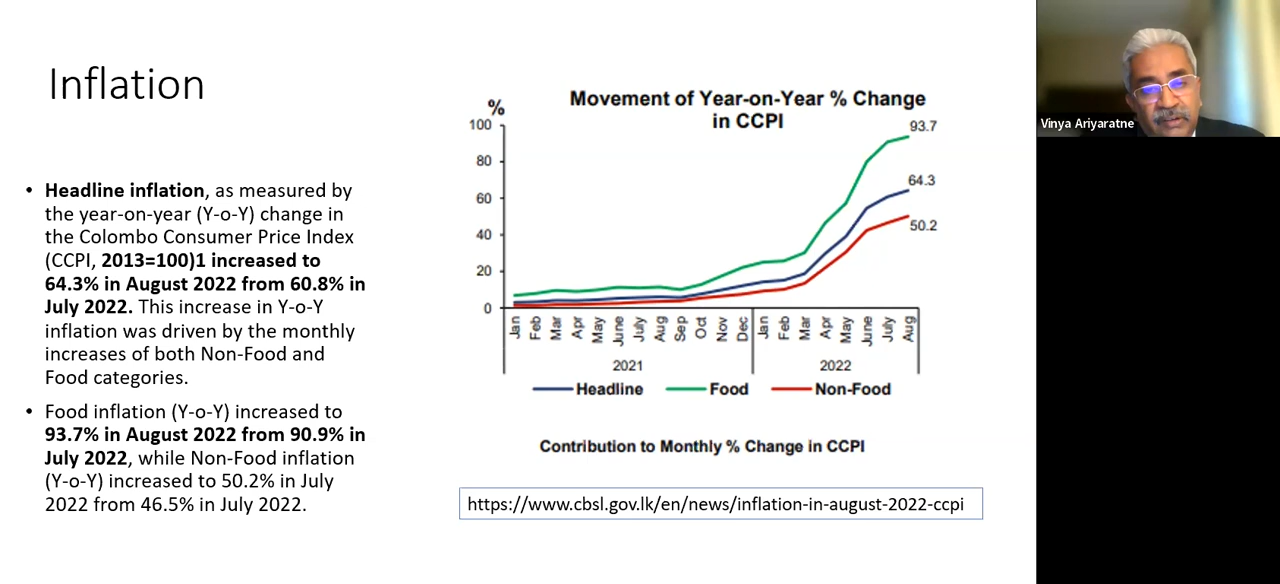 Inflation
• Headline inflation, as measured by
the year-on-year (Y-o-Y) change in
the Colombo Consumer Price Index
(CCPI, 2013=100)1 increased to
64.3% in August 2022 from 60.8% in
July 2022. This increase in Y-o-Y
inflation was driven by the monthly
increases of both Non-Food and
Food categories.
• Food inflation (Y-o-Y) increased to
93.7% in August 2022 from 90.9% in
July 2022, while Non-Food inflation
(Y-o-Y) increased to 50.2% in July
2022 from 46.5% in July 2022.
Movement of Year-on-Year % Change
in CCPI
%
100
80
60
40
20
0
93.7
64.3
50.2
Jan Feb Mar Apr May June July Aug Sep Oct Nov Dec Jan Feb Mar Apr May June July Aug
2021 2022
Headline Food Non-Food
Contribution to Monthly % Change in CCPI
https://www.cbsl.gov.lk/en/news/inflation-in-august-2022-ccpi
Vinya Ariyaratne